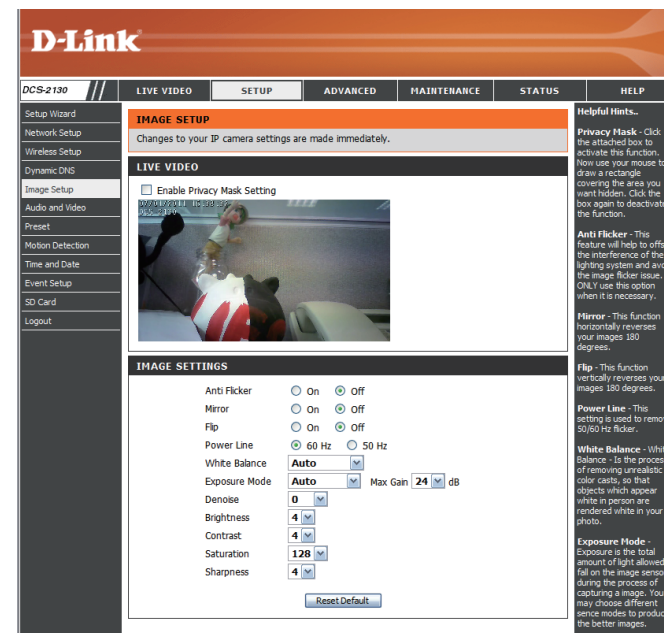 D-Link
DCS-2130
LIVE VIDEO
SETUP
ADVANCED
MAINTENANCE
STATUS
HELP
Setup Wizard
Network Setup
Wireless Setup
Dynamic DNS
Image Setup
Audio and Video
Preset
Motion Detection
Time and Date
Event Setup
SD Card
Logout
IMAGE SETUP
Changes to your IP camera settings are made immediately.
LIVE VIDEO
Enable Privacy Mask Setting
DCS-2130
IMAGE SETTINGS
Anti Flicker On Off
Mirror On Off
Flip On Off
Power Line 60 Hz 50 Hz
White Balance Auto
Exposure Mode Auto Max Gain 24 dB
Denoise 0
Brightness 4
Contrast 4
Saturation 128
Sharpness 4
Reset Default
Helpful Hints..
Privacy Mask - Click
the attached box to
activate this function.
Now use your mouse to
draw a rectangle
covering the area you
want hidden. Click the
box again to deactivate
the function.
Anti Flicker - This
feature will help to offs
the interference of the
lighting system and avo
the image flicker issue.
ONLY use this option
when it is necessary.
Mirror - This function
horizontally reverses
your images 180
degrees.
Flip - This function
vertically reverses your
images 180 degrees.
Power Line - This
setting is used to remov
50/60 Hz flicker.
White Balance - Whit
Balance - Is the proces
of removing unrealistic
color casts, so that
objects which appear
white in person are
rendered white in your
photo.
Exposure Mode -
Exposure is the total
amount of light allowed
fall on the image senso
during the process of
capturing a image. You
may choose different
sence modes to produc
the better images.